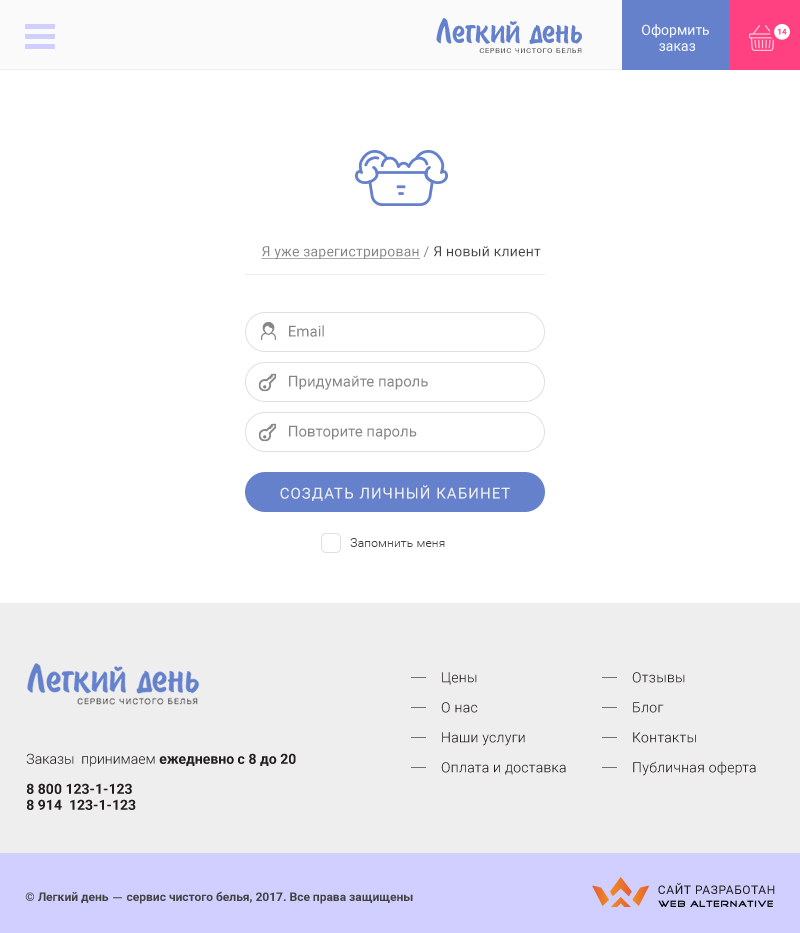 Легкий день
СЕРВИС ЧИСТОГО БЕЛЬЯ
Оформить
заказ
14
Я уже зарегистрирован / Я новый клиент
Email
Придумайте пароль
Повторите пароль
СОЗДАТЬ ЛИЧНЫЙ КАБИНЕТ
Запомнить меня
Легкий день
СЕРВИС ЧИСТОГО БЕЛЬЯ
Заказы принимаем ежедневно с 8 до 20
8 800 123-1-123
8 914 123-1-123
— Цены
— О нас
— Наши услуги
— Оплата и доставка
— Отзывы
— Блог
— Контакты
— Публичная оферта
© Легкий день — сервис чистого белья, 2017. Все права защищены
САЙТ РАЗРАБОТАН
WEB ALTERNATIVE